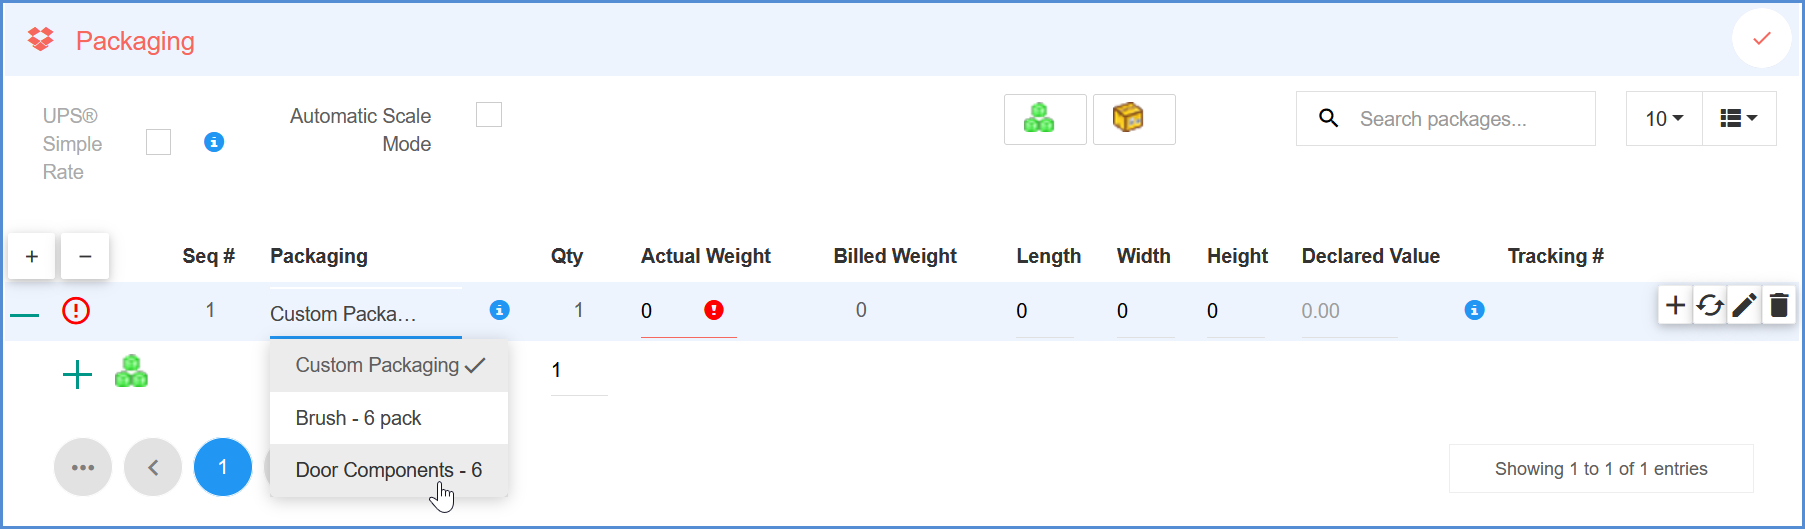 Packaging
UPS®
Simple
Rate
Automatic Scale
Mode
Search packages...
10
Seq # Packaging Qty Actual Weight Billed Weight Length Width Height Declared Value Tracking #
1 Custom Packa... 1 0 0 0 0 0 0.00
Custom Packaging
1
Brush - 6 pack
Door Components - 6
1
Showing 1 to 1 of 1 entries